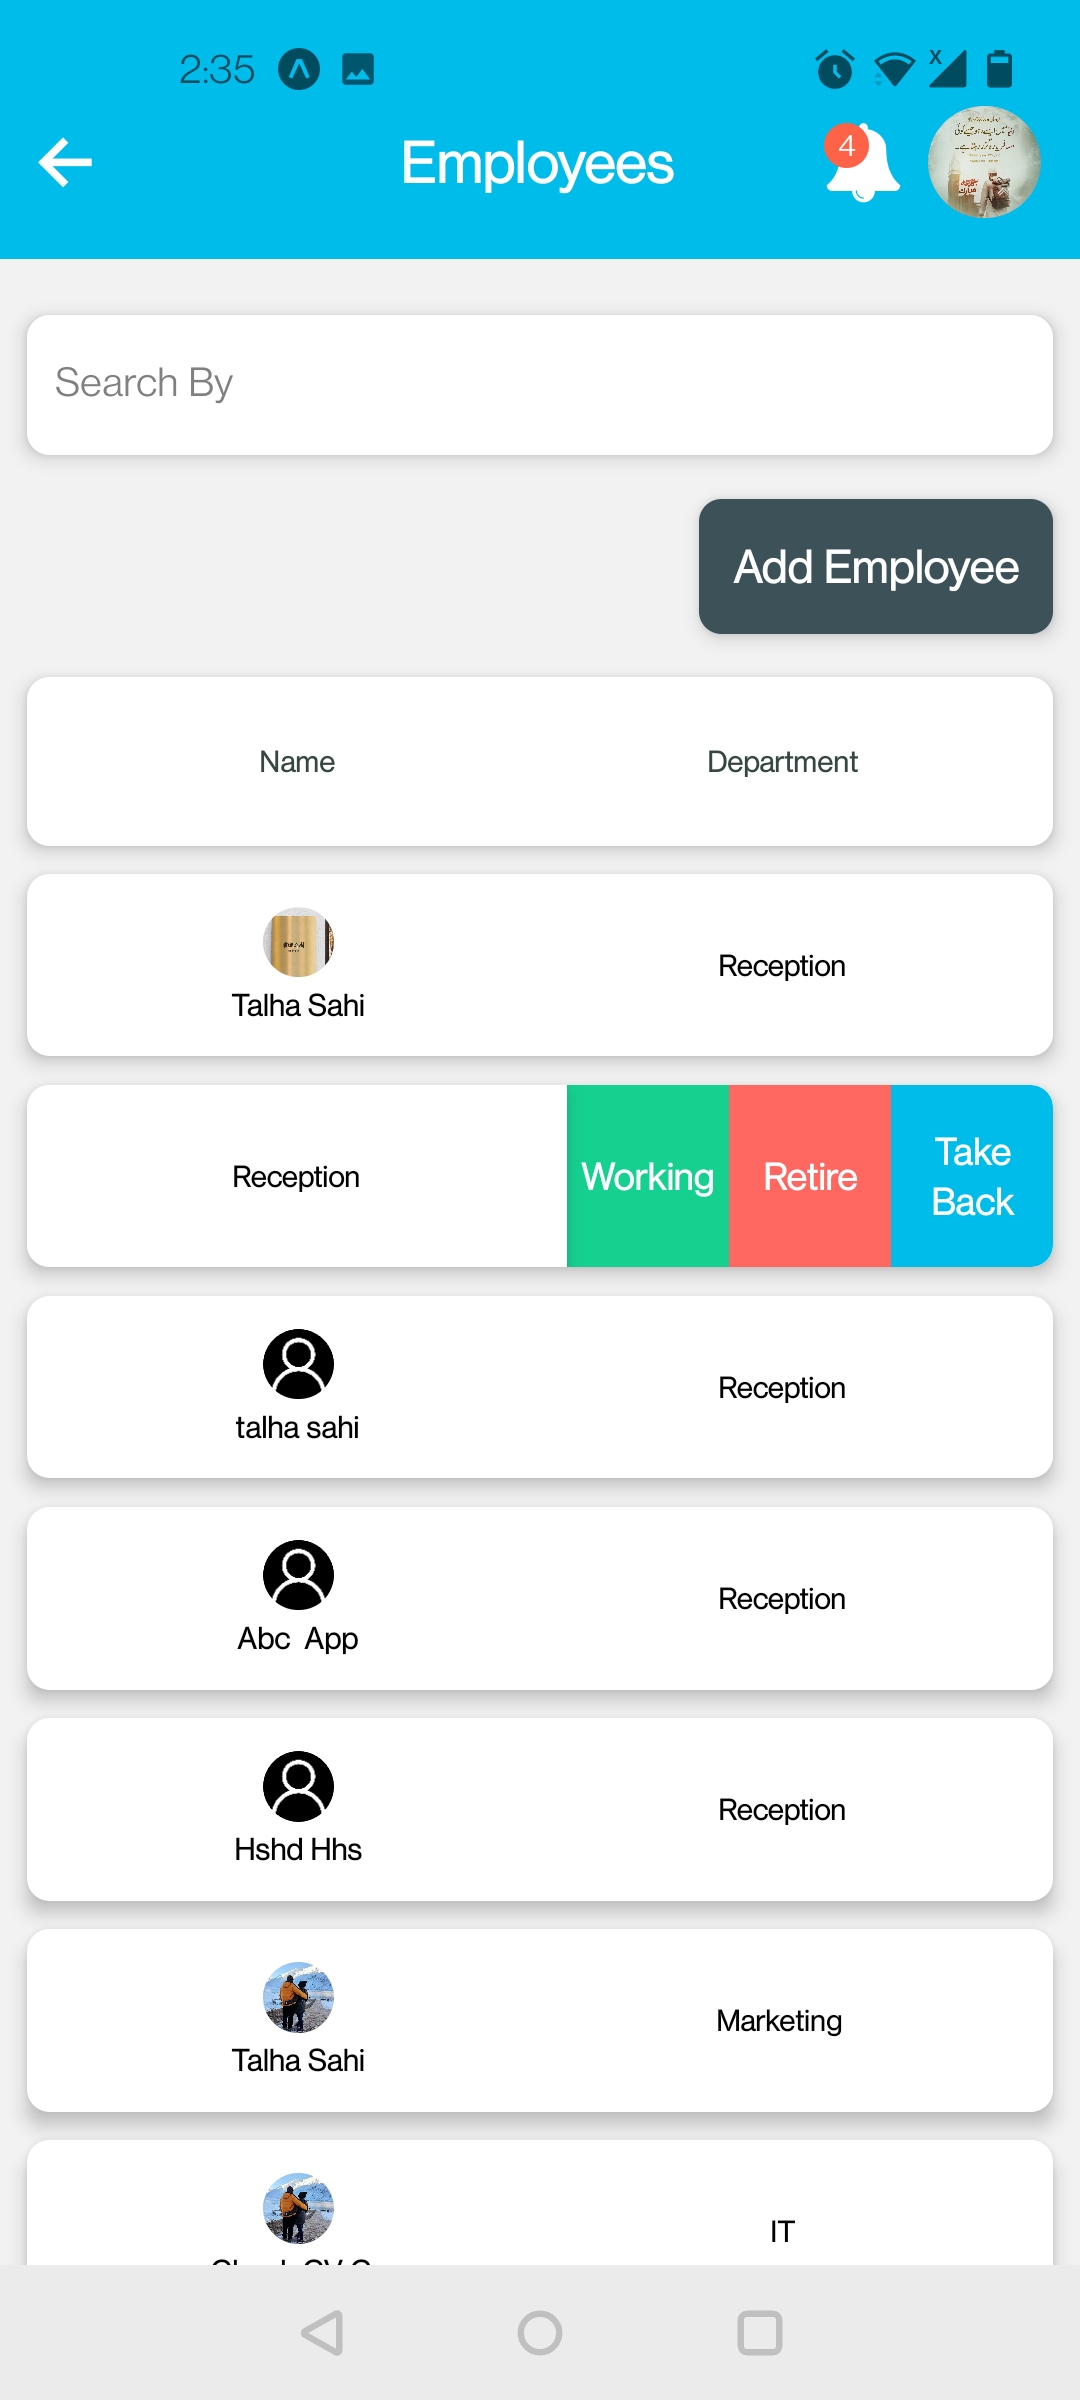 2:35
Employees
4
Search By
Add Employee
Name
Department
Talha Sahi
Reception
Reception
Working
Retire
Take
Back
talha sahi
Reception
Abc App
Reception
Hshd Hhs
Reception
Talha Sahi
Marketing
IT